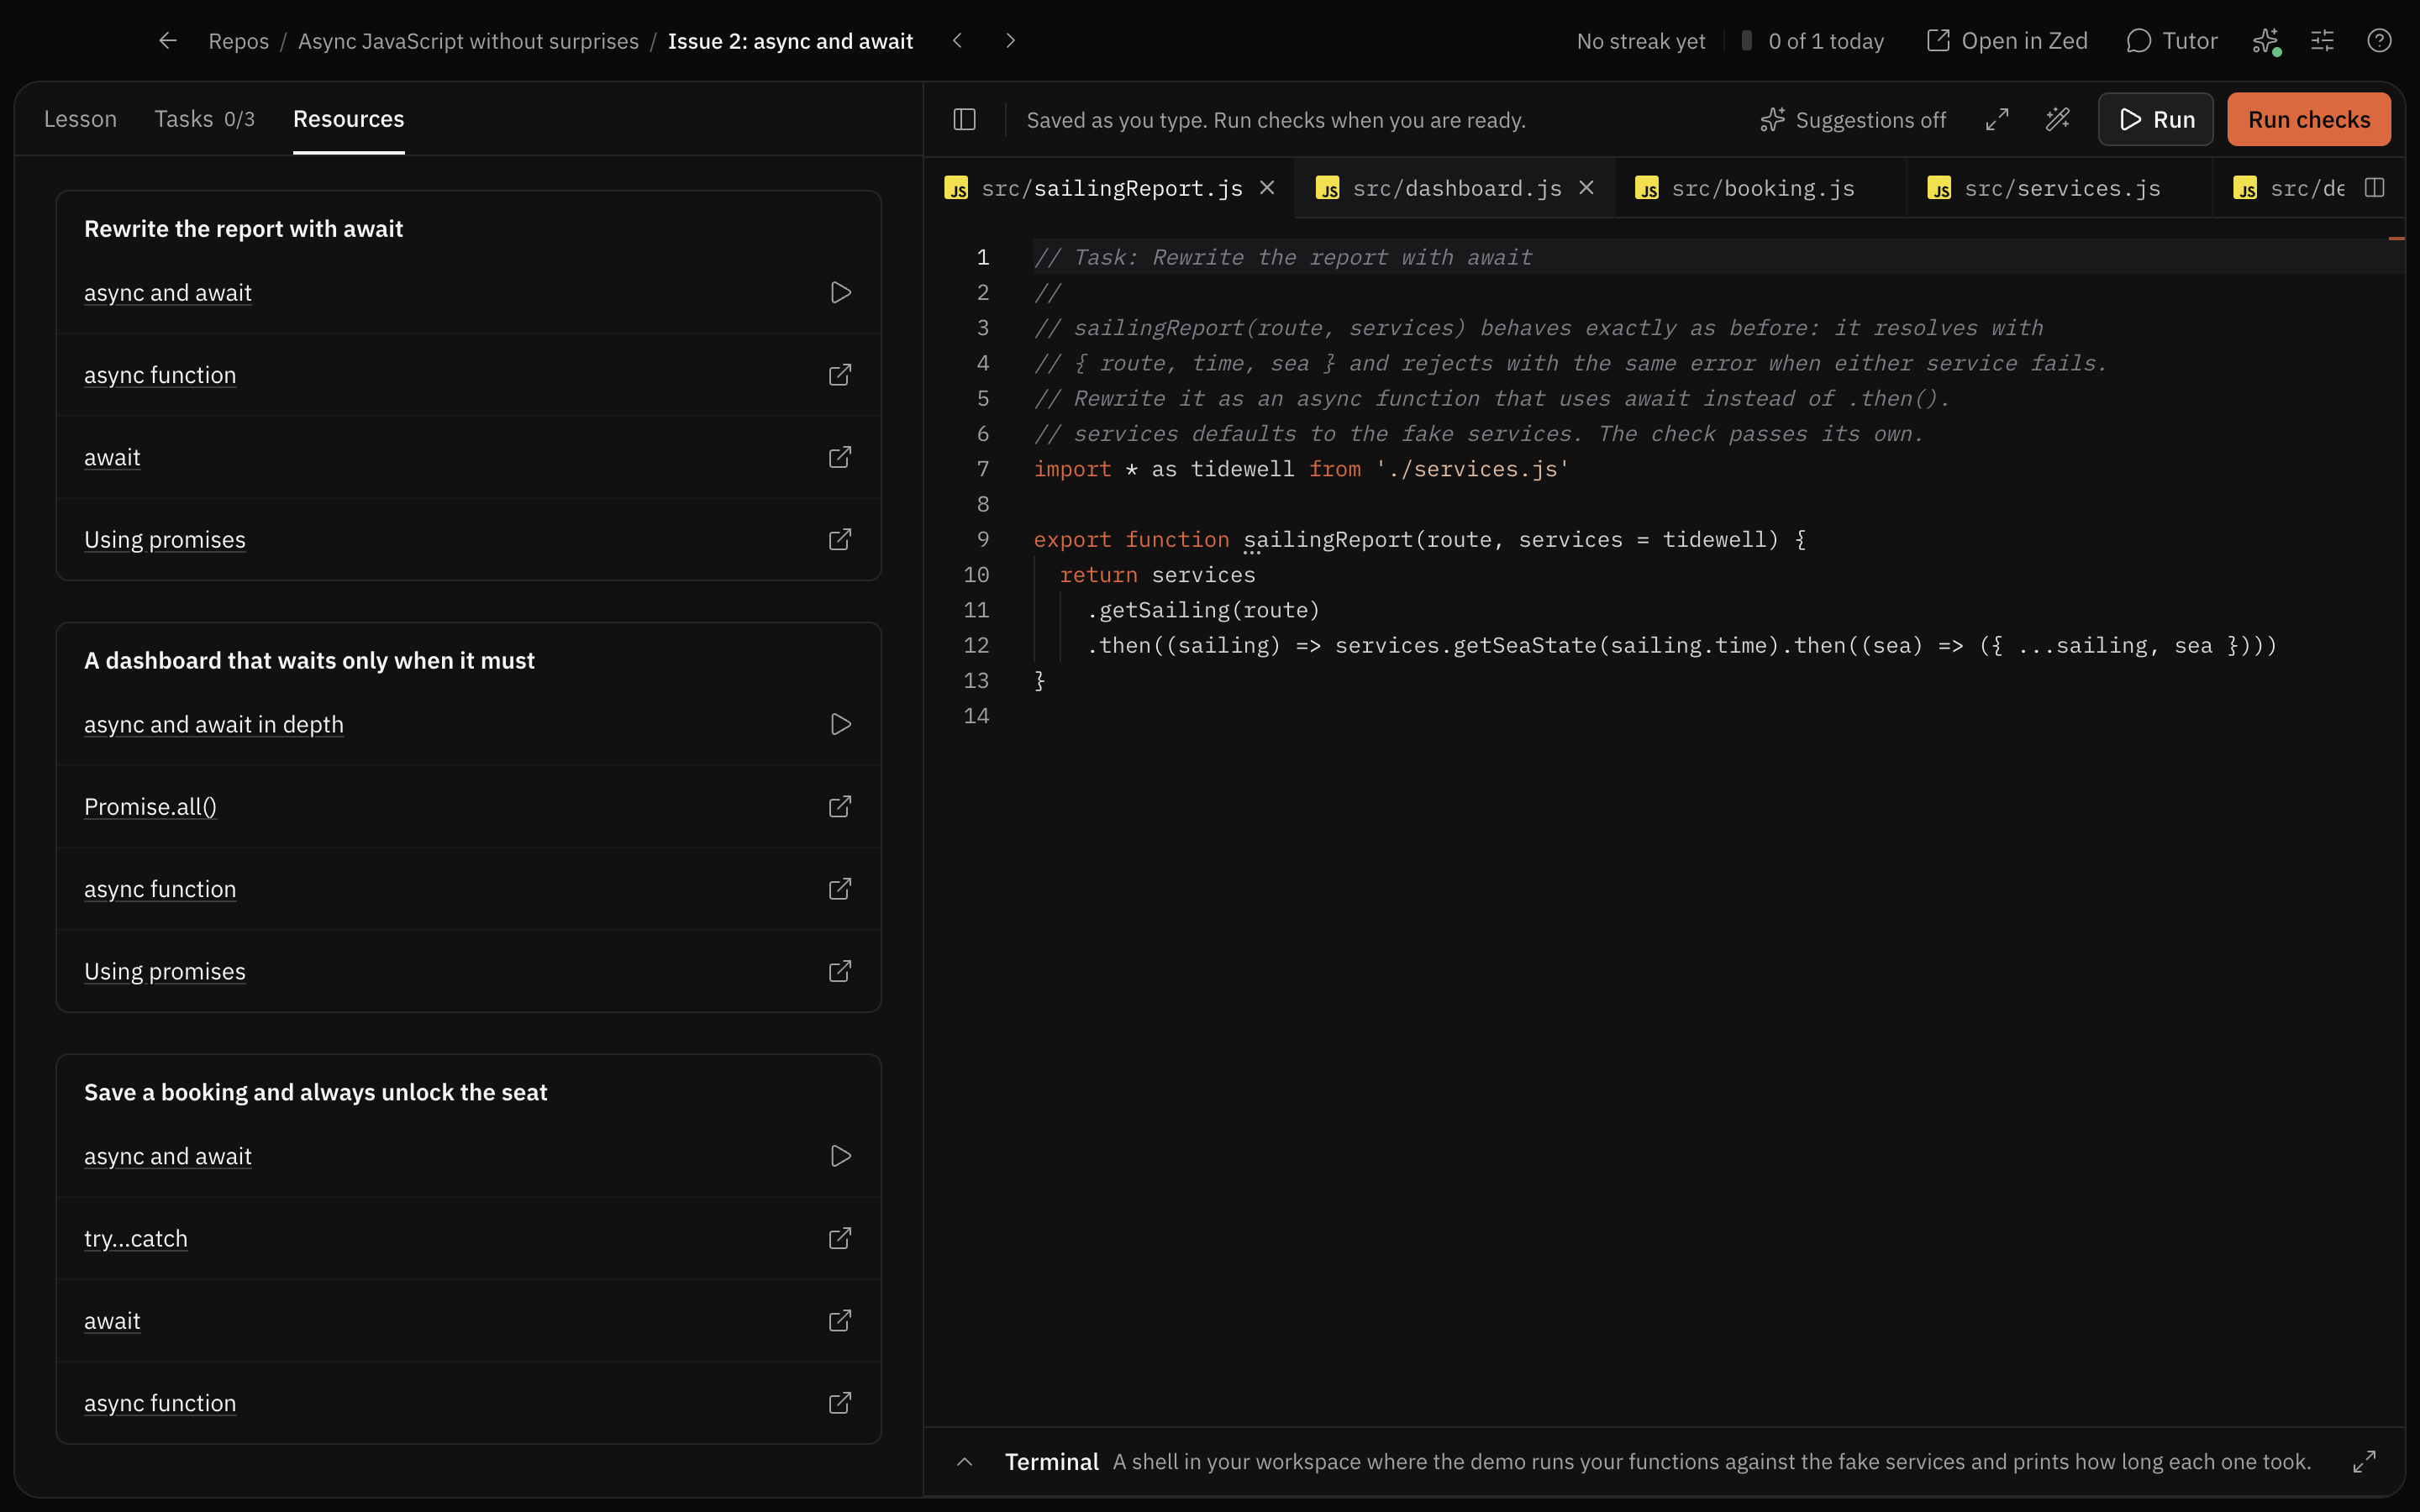 Repos / Async JavaScript without surprises / Issue 2: async and await
No streak yet
0 of 1 today
Open in Zed
Tutor
Lesson
Tasks 0/3
Resources
Rewrite the report with await
async and await
async function
await
Using promises
A dashboard that waits only when it must
async and await in depth
Promise.all()
async function
Using promises
Save a booking and always unlock the seat
async and await
try...catch
await
async function
Saved as you type. Run checks when you are ready.
Suggestions off
Run
Run checks
JS src/sailingReport.js
JS src/dashboard.js
JS src/booking.js
JS src/services.js
JS src/de
1 // Task: Rewrite the report with await
2 //
3 // sailingReport(route, services) behaves exactly as before: it resolves with
4 // { route, time, sea } and rejects with the same error when either service fails.
5 // Rewrite it as an async function that uses await instead of .then().
6 // services defaults to the fake services. The check passes its own.
7 import * as tidewell from './services.js'
8
9 export function sailingReport(route, services = tidewell) {
10 return services
11 .getSailing(route)
12 .then((sailing) => services.getSeaState(sailing.time).then((sea) => ({ ...sailing, sea })))
13 }
14
Terminal A shell in your workspace where the demo runs your functions against the fake services and prints how long each one took.